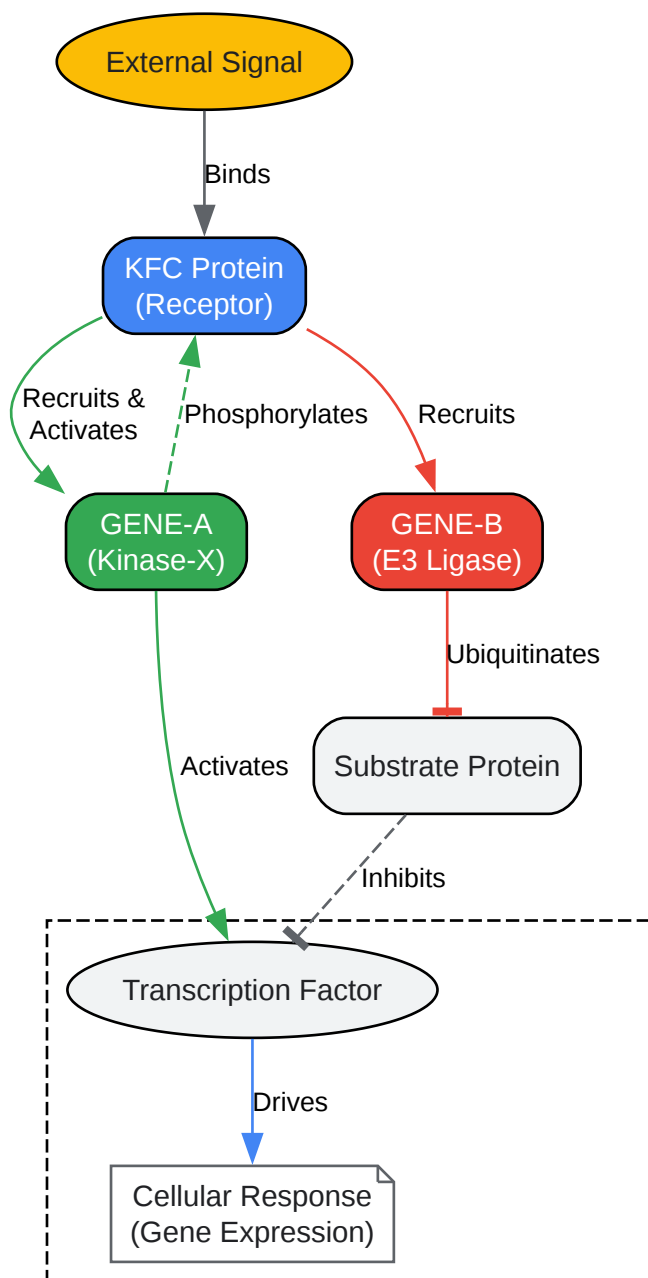 External Signal
Binds
KFC Protein
(Receptor)
Recruits &
Activates
Phosphorylates
Recruits
GENE-A
(Kinase-X)
GENE-B
(E3 Ligase)
Ubiquitinates
Activates
Substrate Protein
Inhibits
Transcription Factor
Drives
Cellular Response
(Gene Expression)